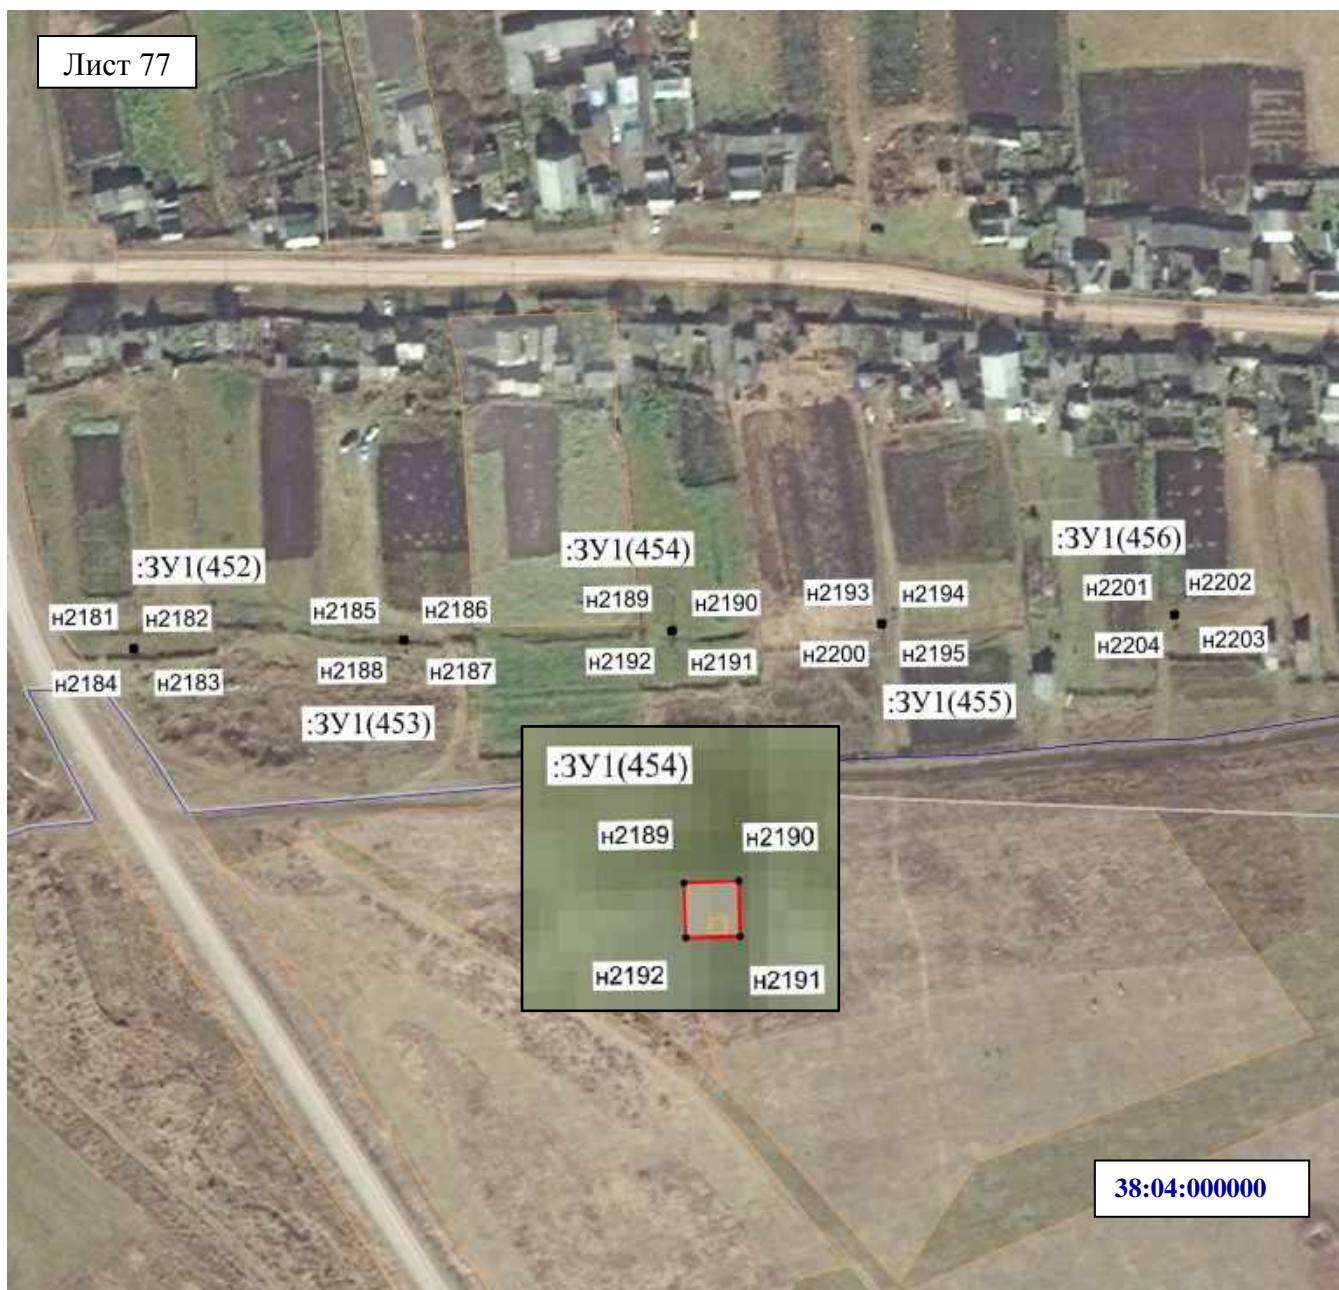 Лист 77
:ЗУ1(452)
:ЗУ1(454)
:ЗУ1(456)
н2181
н2182
н2185
н2186
н2189
н2190
н2193
н2194
н2201
н2202
н2184
н2183
н2188
н2187
н2192
н2191
н2200
н2195
н2204
н2203
:ЗУ1(453)
:ЗУ1(455)
:ЗУ1(454)
н2189
н2190
н2192
н2191
38:04:000000